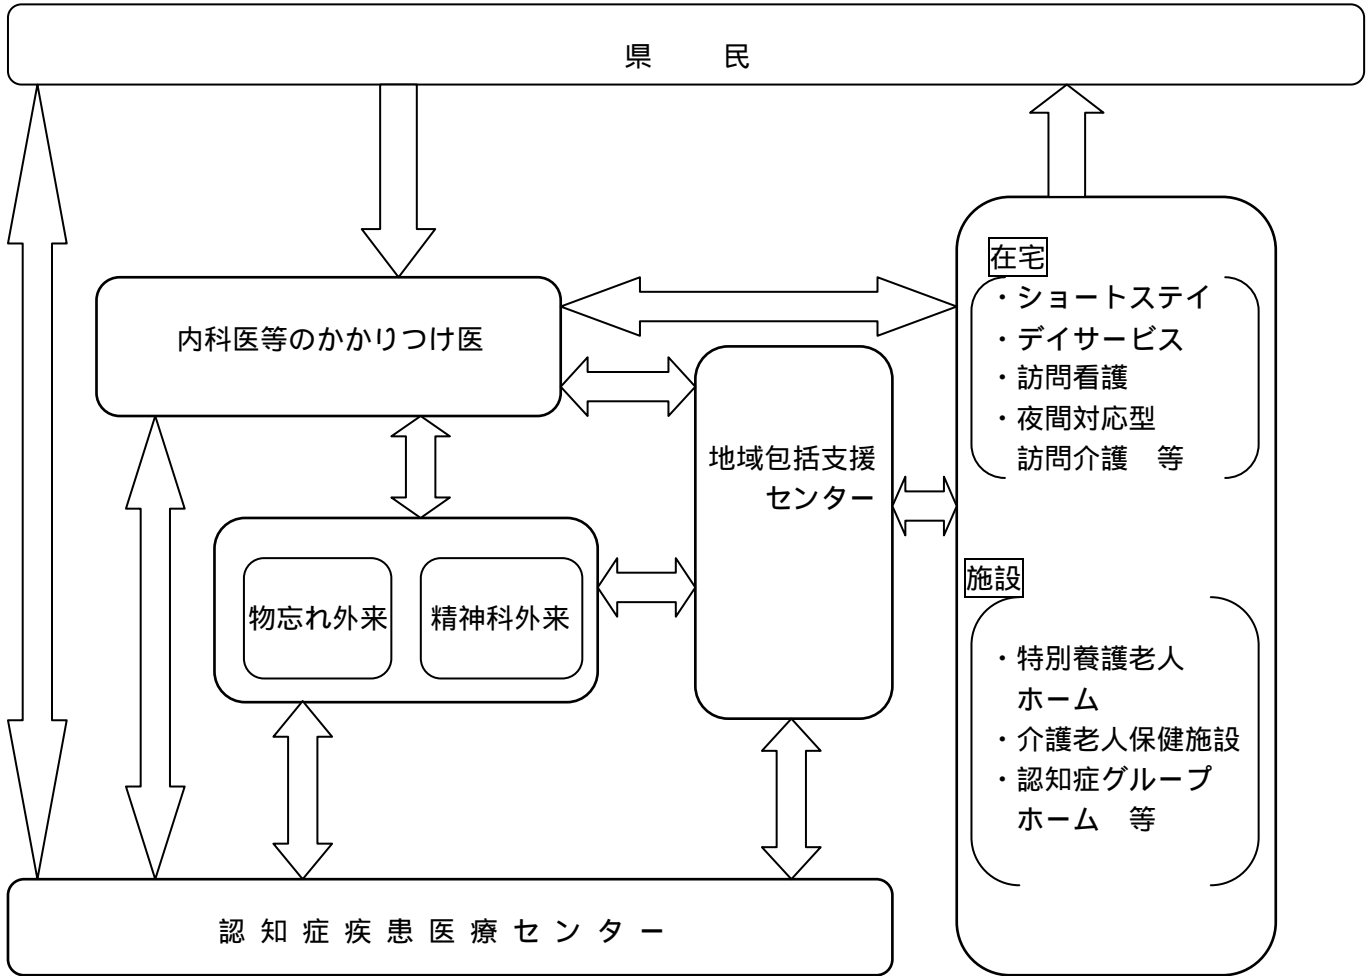 県　　民
内科医等のかかりつけ医
物忘れ外来
精神科外来
地域包括支援
センター
在宅
・ショートステイ
・デイサービス
・訪問看護
・夜間対応型
訪問介護　等
施設
・特別養護老人
ホーム
・介護老人保健施設
・認知症グループ
ホーム　等
認知症疾患医療センター